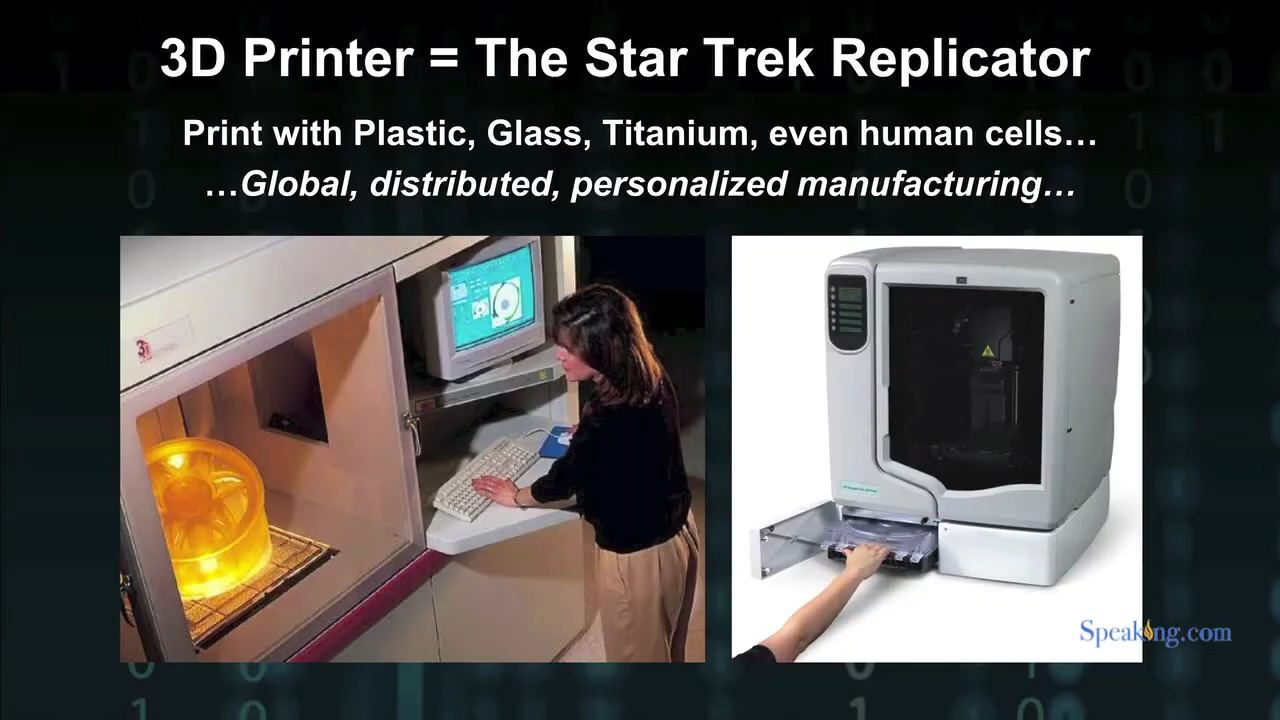 3D Printer = The Star Trek Replicator
Print with Plastic, Glass, Titanium, even human cells…
…Global, distributed, personalized manufacturing…
Speaking.com